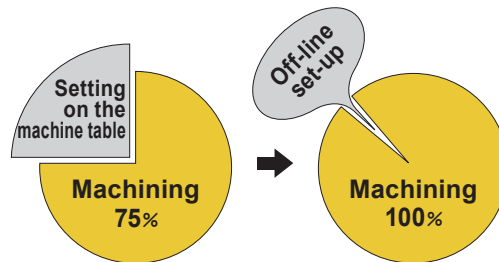 Setting
on the
machine table
Machining
75%
Off-line
set-up
Machining
100%